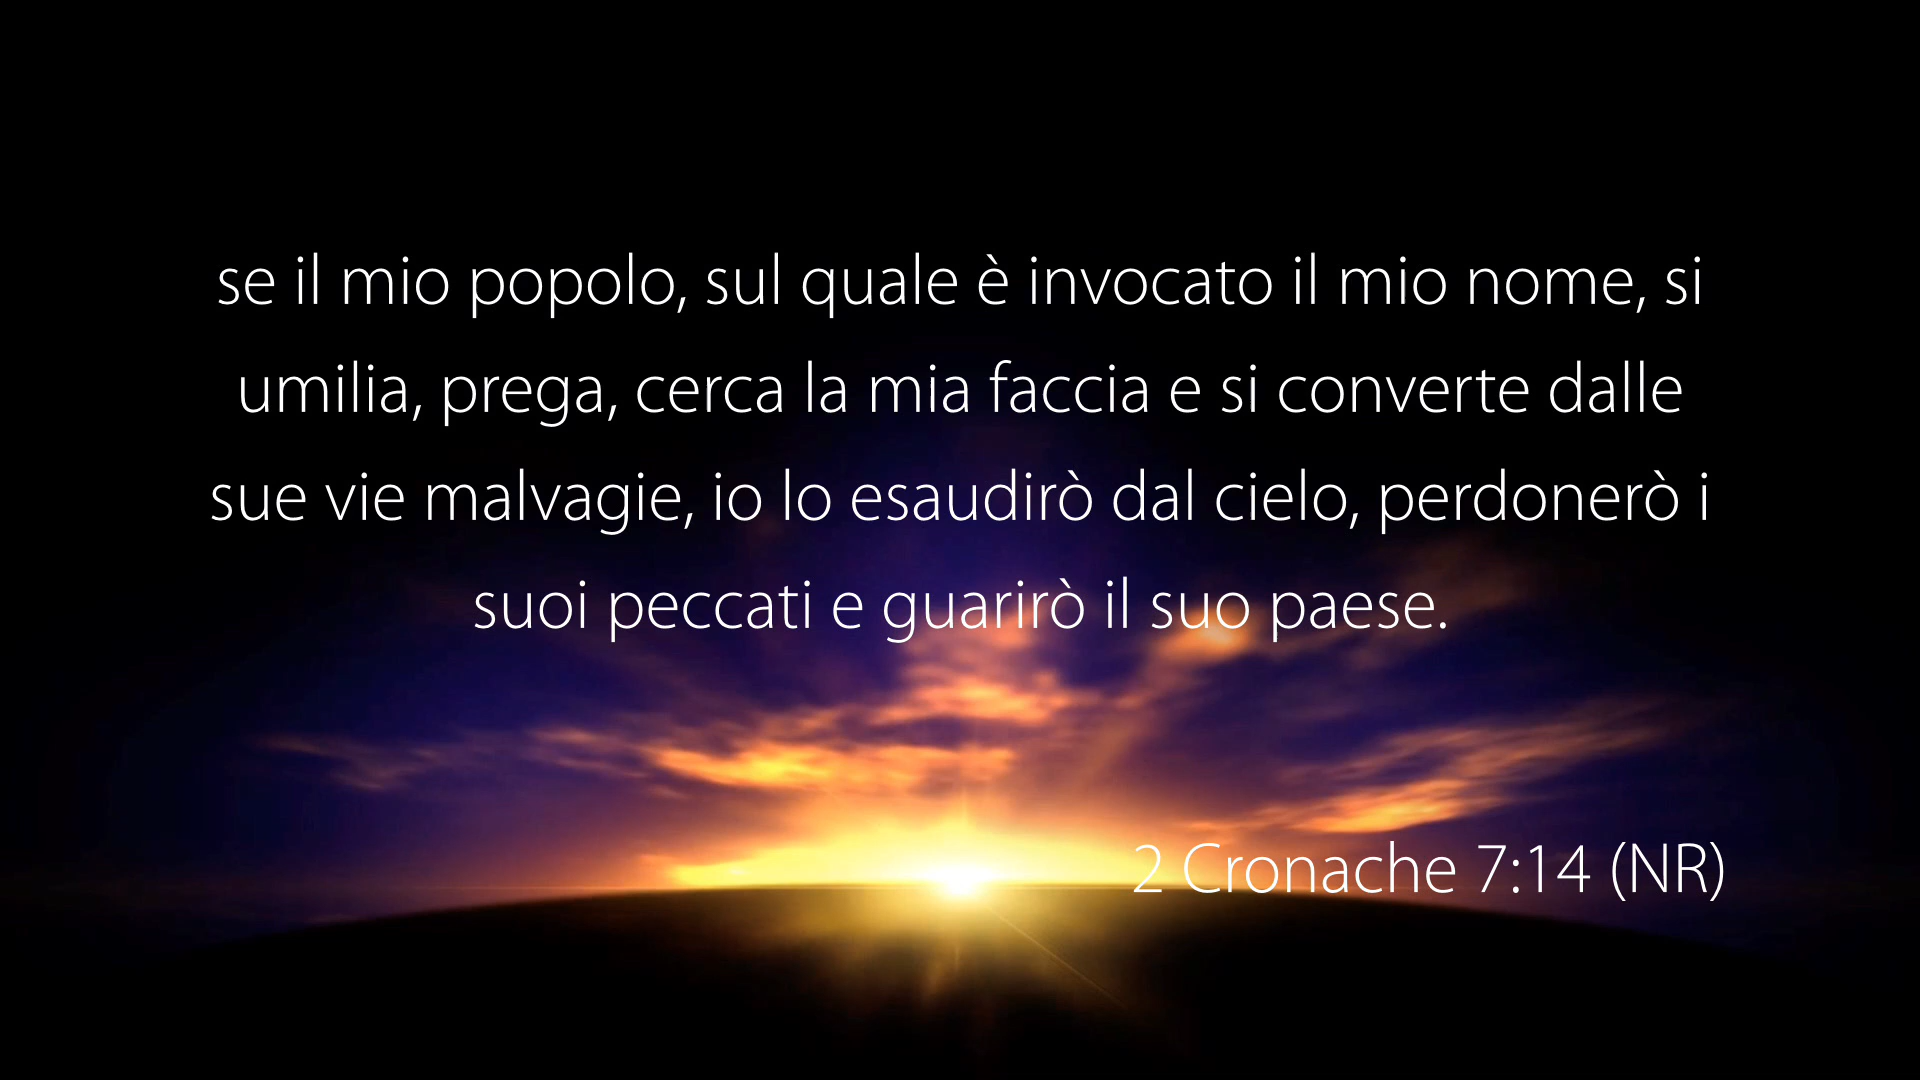 se il mio popolo, sul quale è invocato il mio nome, si
umilia, prega, cerca la mia faccia e si converte dalle
sue vie malvagie, io lo esaudirò dal cielo, perdonerò i
suoi peccati e guarirò il suo paese.
2 Cronache 7:14 (NR)